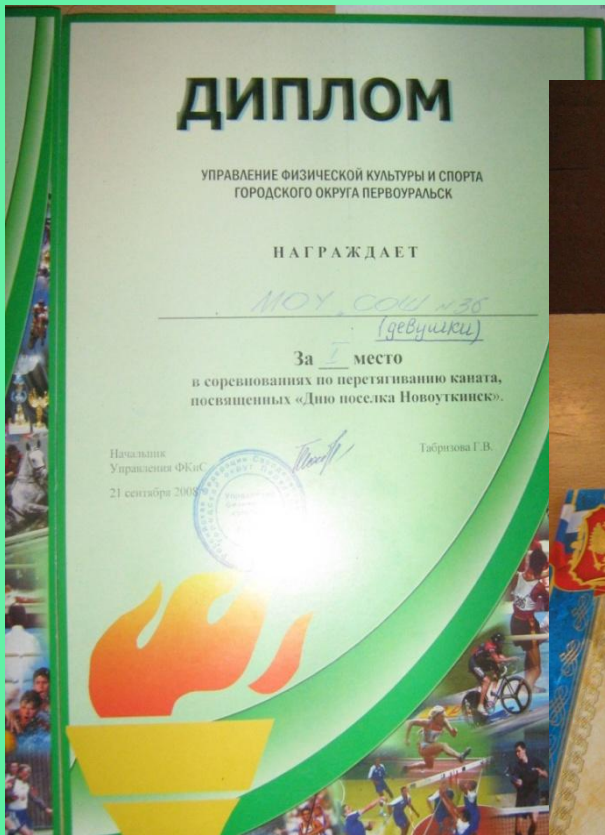 ДИПЛОМ
УПРАВЛЕНИЕ ФИЗИЧЕСКОЙ КУЛЬТУРЫ И СПОРТА
ГОРОДСКОГО ОКРУГА ПЕРВОУРАЛЬСК
НАГРАЖДАЕТ
МОУ СОШ №36
(девушки)
За I место
в соревнованиях по перетягиванию каната,
посвященных «Дню поселка Новоуткинск».
Начальник
Управления ФКиС
Табризова Г.В.
21 сентября 2008